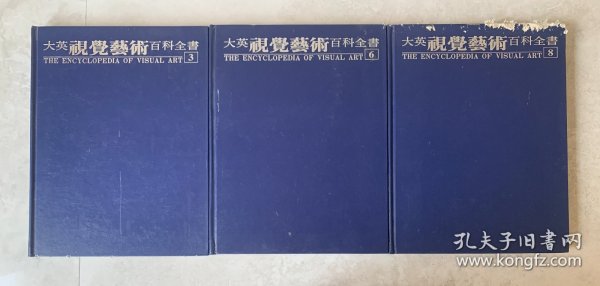 大英視覺藝術百科全書
THE ENCYCLOPEDIA OF VISUAL ART 3
大英視覺藝術百科全書
THE ENCYCLOPEDIA OF VISUAL ART 6
大英視覺藝術百科全書
THE ENCYCLOPEDIA OF VISUAL ART 8
孔夫子旧書网
www.kongfz.com